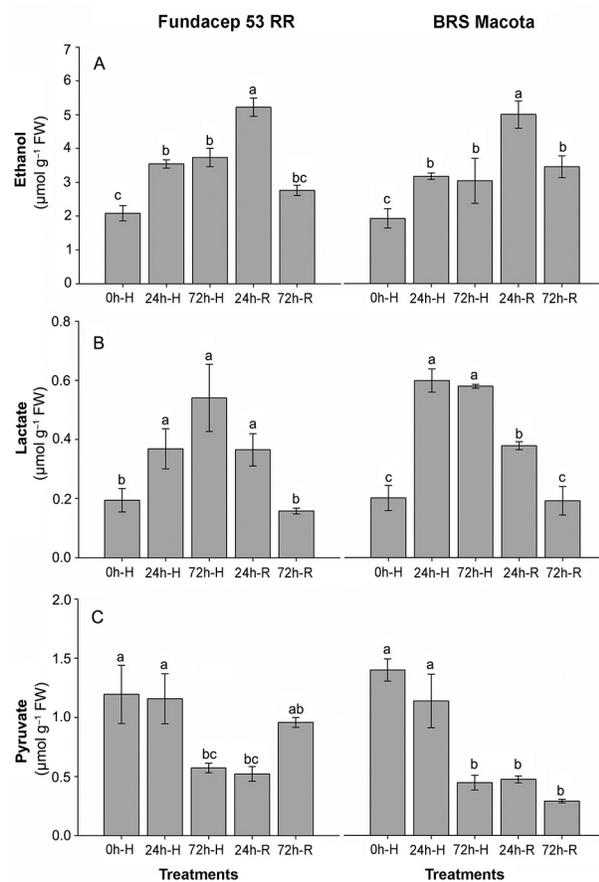 Fundacep 53 RR BRS Macota
A
Ethanol
(µmol g⁻¹ FW)
7
6
5
4
3
2
1
0
c b b a bc
c b b a b
0h-H 24h-H 72h-H 24h-R 72h-R 0h-H 24h-H 72h-H 24h-R 72h-R
B
Lactate
(µmol g⁻¹ FW)
0.8
0.6
0.4
0.2
0.0
b a a a b
c a a b c
0h-H 24h-H 72h-H 24h-R 72h-R 0h-H 24h-H 72h-H 24h-R 72h-R
C
Pyruvate
(µmol g⁻¹ FW)
2.0
1.5
1.0
0.5
0.0
a a bc bc ab
a a b b b
0h-H 24h-H 72h-H 24h-R 72h-R 0h-H 24h-H 72h-H 24h-R 72h-R
Treatments Treatments